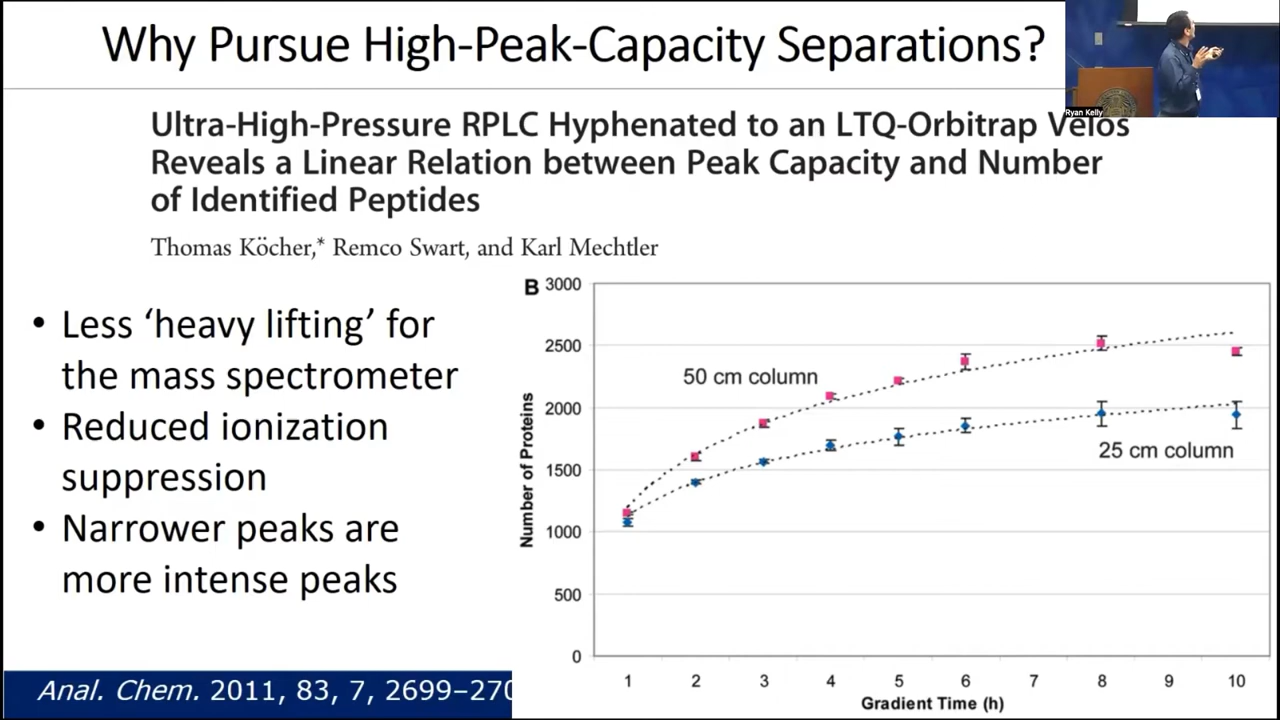 Why Pursue High-Peak-Capacity Separations?
Ryan Kelly
Ultra-High-Pressure RPLC Hyphenated to an LTQ-Orbitrap Velos
Reveals a Linear Relation between Peak Capacity and Number
of Identified Peptides
Thomas Köcher,* Remco Swart, and Karl Mechtler
• Less ‘heavy lifting’ for
the mass spectrometer
• Reduced ionization
suppression
• Narrower peaks are
more intense peaks
B
3000
2500
2000
1500
1000
500
0
Number of Proteins
50 cm column
25 cm column
1 2 3 4 5 6 7 8 9 10
Gradient Time (h)
Anal. Chem. 2011, 83, 7, 2699–270